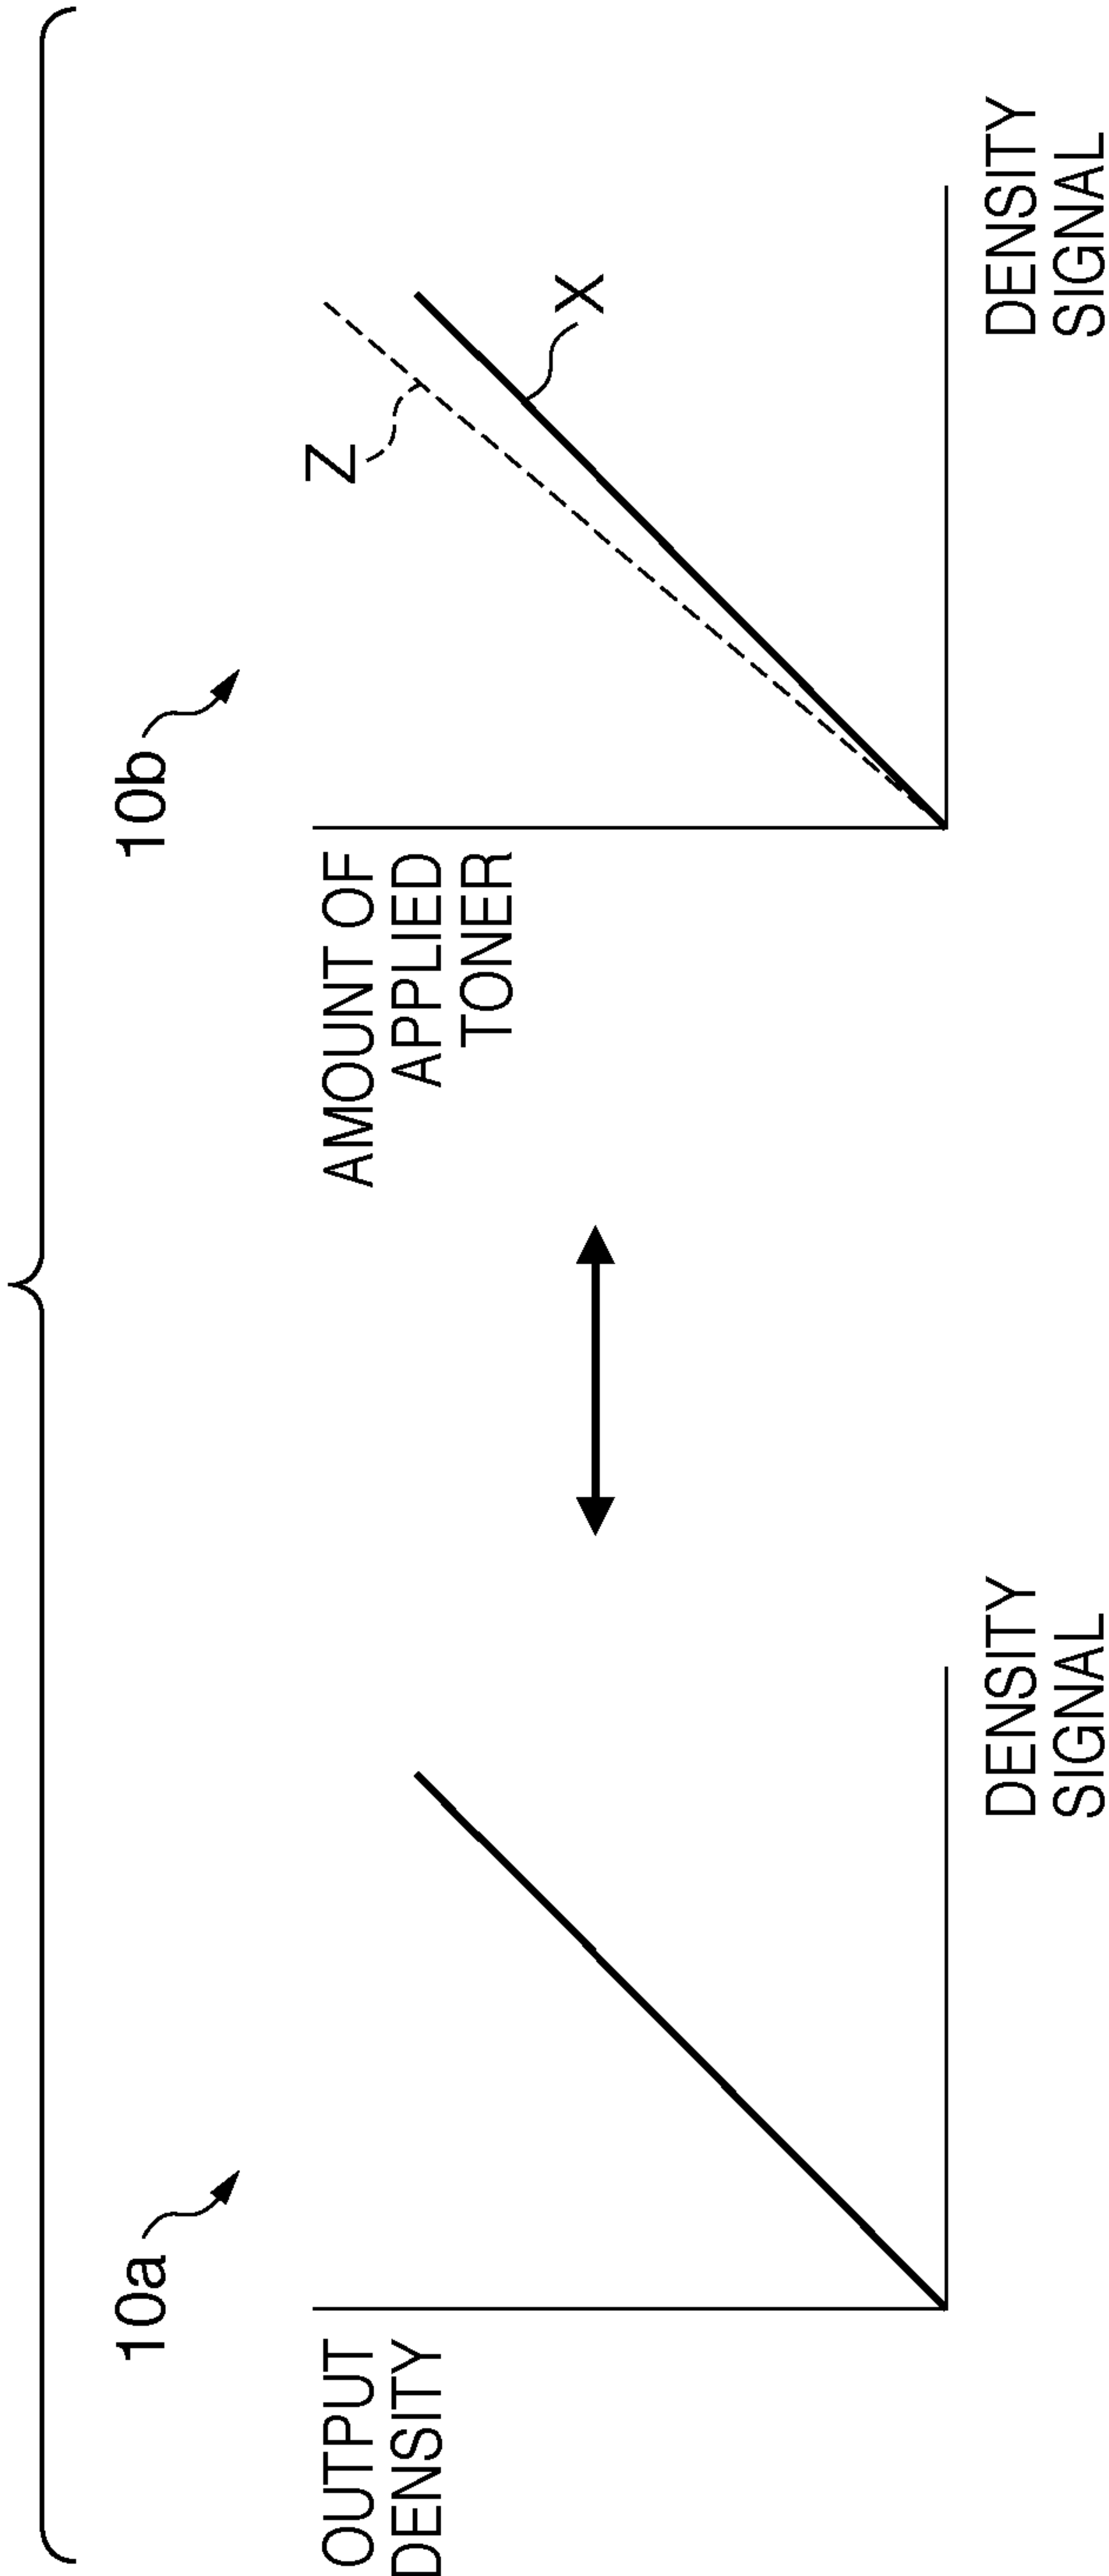 10a
OUTPUT
DENSITY
DENSITY
SIGNAL
10b
AMOUNT OF
APPLIED
TONER
Z
X
DENSITY
SIGNAL